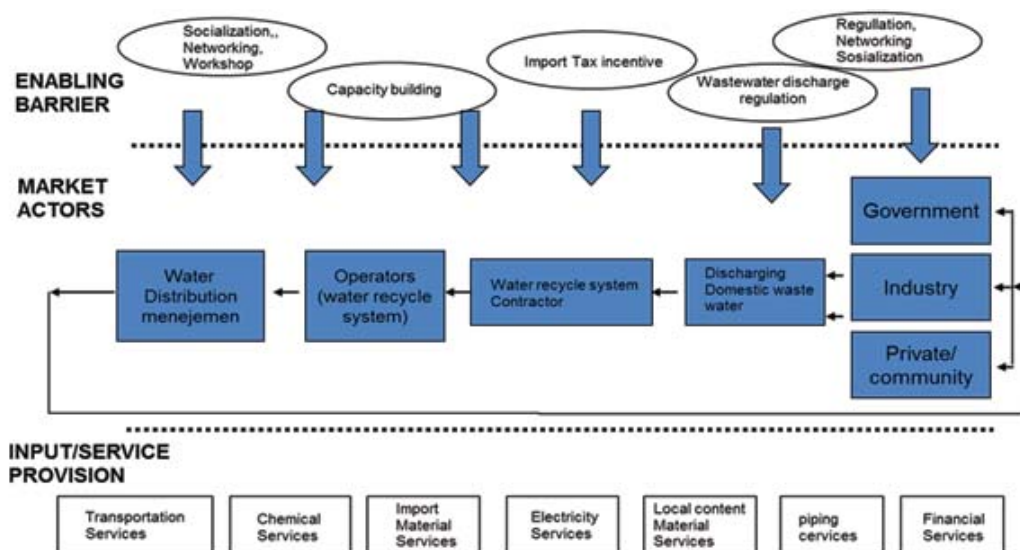 Socialization,,
Networking,
Workshop
Capacity building
Import Tax incentive
Wastewater discharge
regulation
Regullation,
Networking
Sosialization
ENABLING
BARRIER
MARKET
ACTORS
Water
Distribution
menejemen
Operators
(water recycle
system)
Water recycle system
Contractor
Discharging
Domestic waste
water
Government
Industry
Private/
community
INPUT/SERVICE
PROVISION
Transportation
Services
Chemical
Services
Import
Material
Services
Electricity
Services
Local content
Material
Services
piping
cervices
Financial
Services